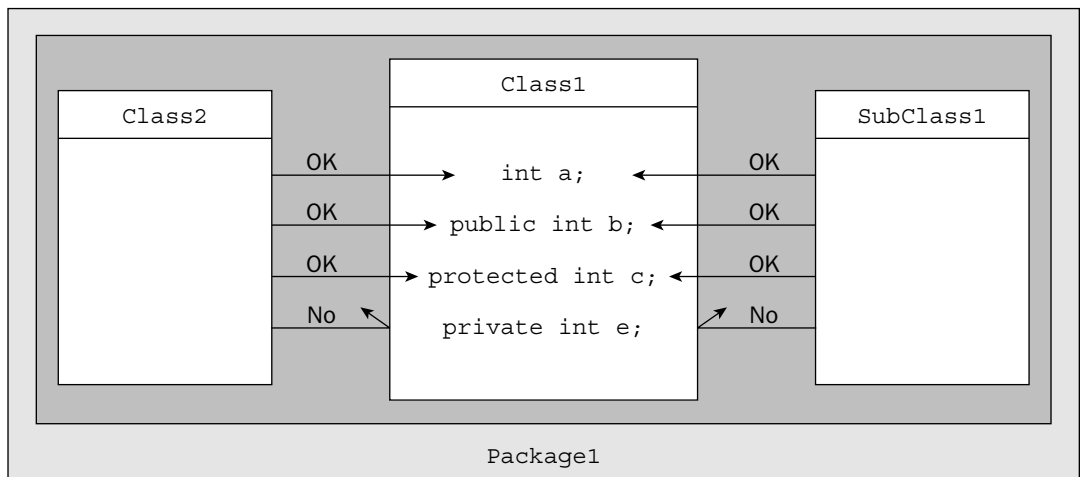 Class1
Class2
SubClass1
OK
int a;
OK
OK
public int b;
OK
OK
protected int c;
OK
No
private int e;
No
Package1